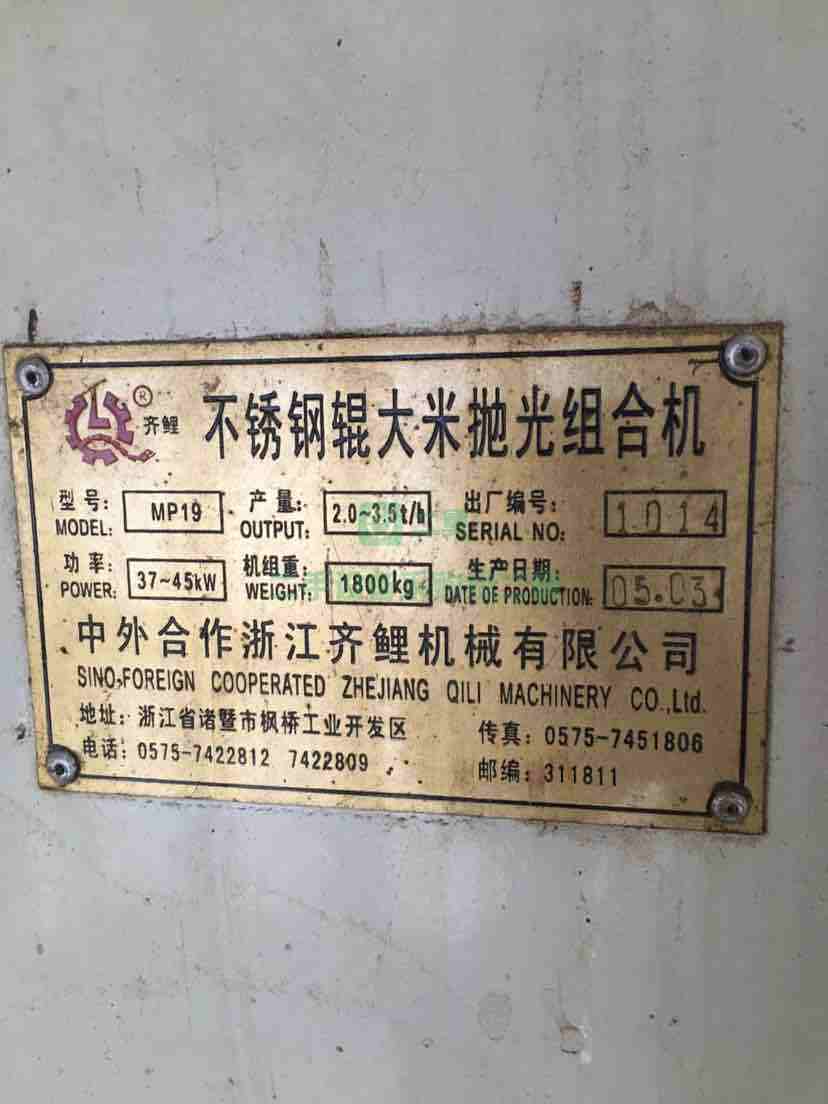 ® 齐鲤 不锈钢辊大米抛光组合机
型号: MP19 产量: 2.0~3.5t/h 出厂编号: 1014
MODEL: OUTPUT: SERIAL NO:
功率: 37~45kW 机组重: 1800kg 生产日期: 05.03
POWER: WEIGHT: DATE OF PRODUCTION:
中外合作浙江齐鲤机械有限公司
SINO-FOREIGN COOPERATED ZHEJIANG QILI MACHINERY CO.,Ltd.
地址: 浙江省诸暨市枫桥工业开发区 传真: 0575-7451806
电话: 0575-7422812 7422809 邮编: 311811